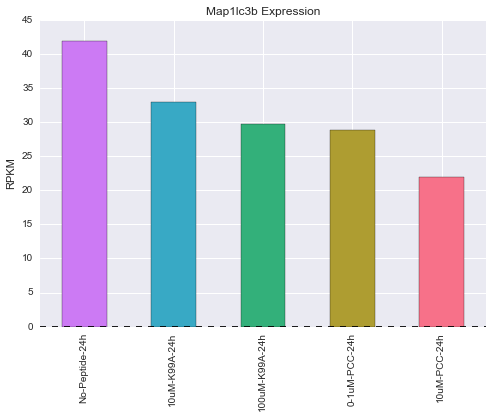 Map1lc3b Expression
45
40
35
30
25
20
15
10
5
0
RPKM
No-Peptide-24h
10uM-K99A-24h
100uM-K99A-24h
0-1uM-PCC-24h
10uM-PCC-24h